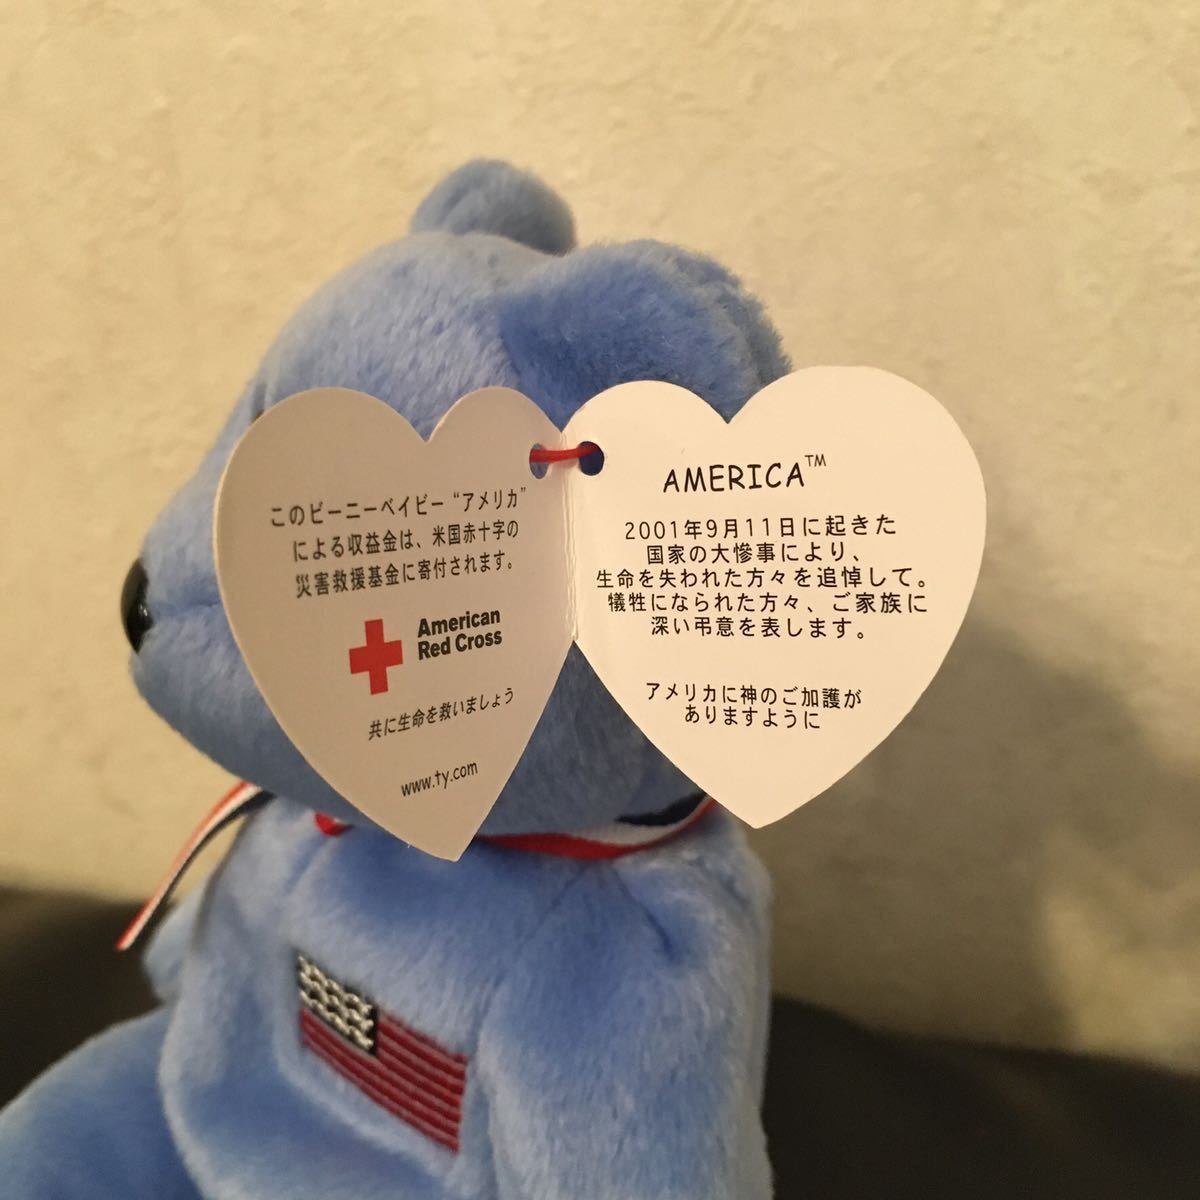 このビーニーベイビー“アメリカ”
による収益金は、米国赤十字の
災害救援基金に寄付されます。
American
Red Cross
共に生命を救いましょう
www.ty.com
AMERICA™
2001年9月11日に起きた
国家の大惨事により、
生命を失われた方々を追悼して。
犠牲になられた方々、ご家族に
深い弔意を表します。
アメリカに神のご加護が
ありますように